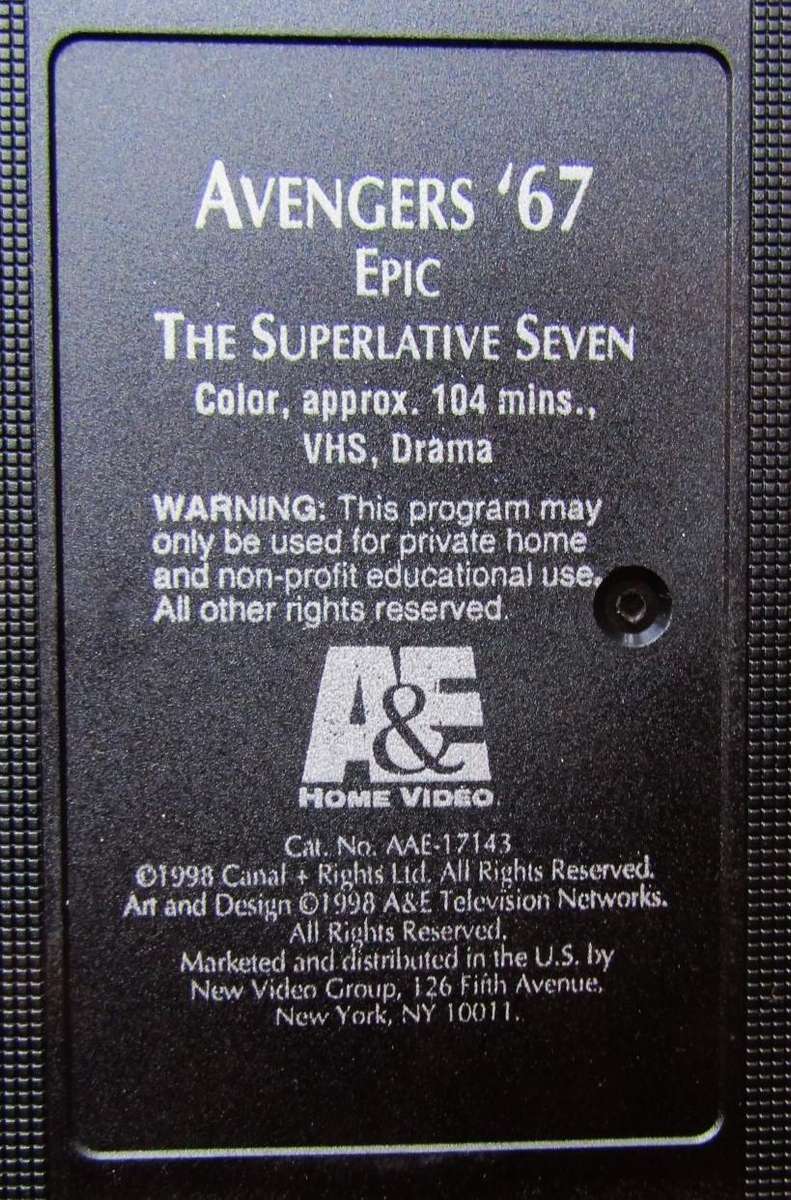 AVENGERS '67
EPIC
THE SUPERLATIVE SEVEN
Color, approx. 104 mins.,
VHS, Drama
WARNING: This program may
only be used for private home
and non-profit educational use.
All other rights reserved.
A&E
HOME VIDEO
Cat. No. AAE-17143
©1998 Canal + Rights Ltd. All Rights Reserved.
Art and Design ©1998 A&E Television Networks.
All Rights Reserved.
Marketed and distributed in the U.S. by
New Video Group, 126 Fifth Avenue,
New York, NY 10011.